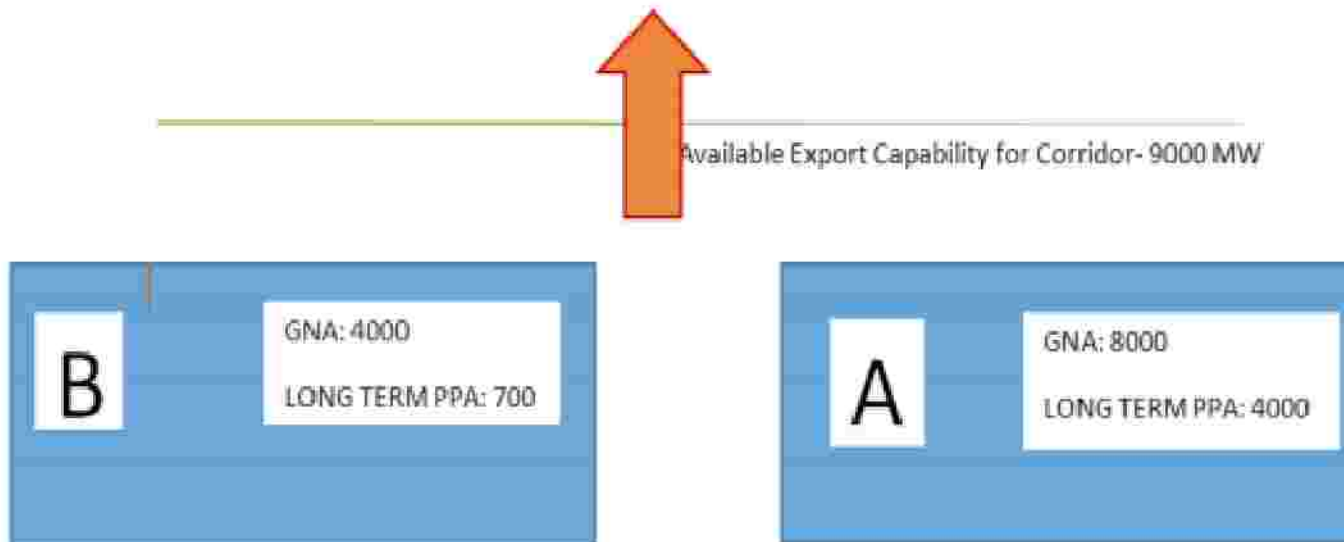 Available Export Capability for Corridor- 9000 MW
B
GNA: 4000
LONG TERM PPA: 700
A
GNA: 8000
LONG TERM PPA: 4000